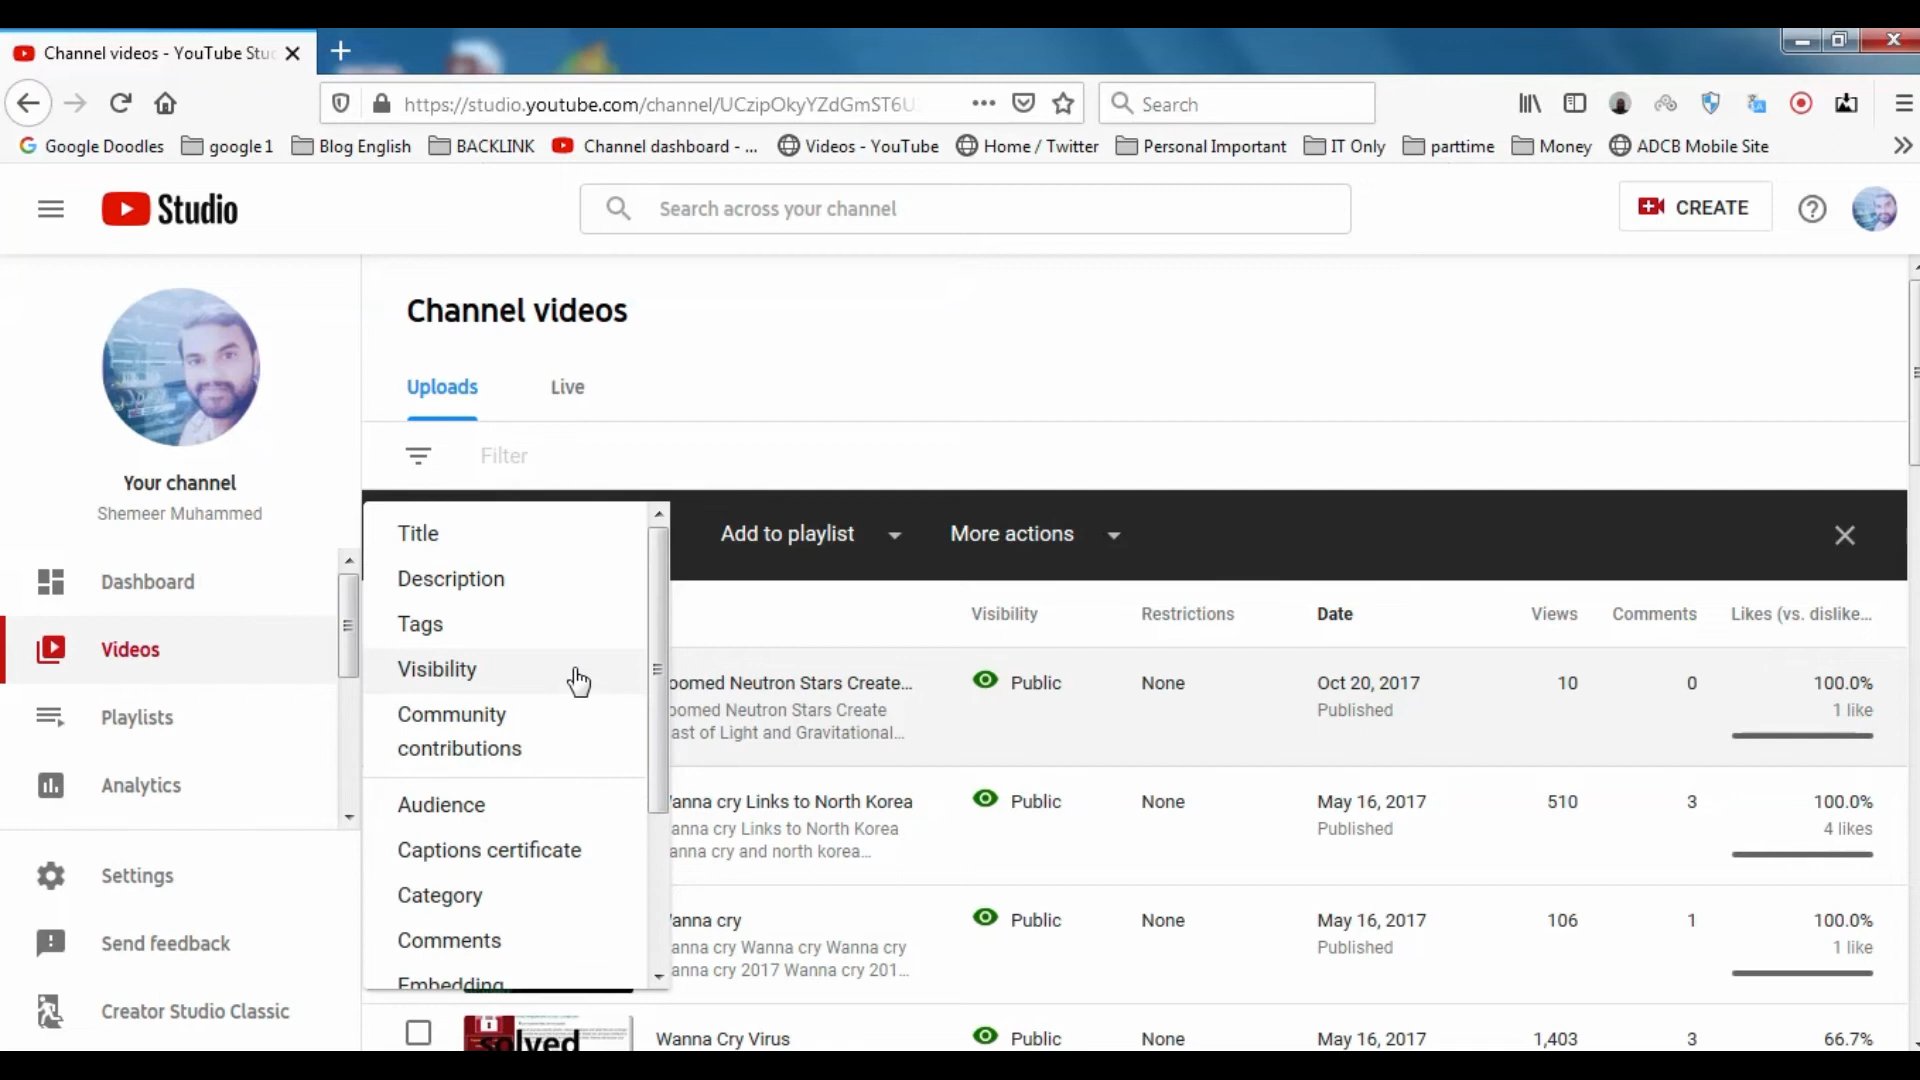 Channel videos - YouTube Stu
https://studio.youtube.com/channel/UCzipOkyYZdGmST6U
Search
Google Doodles
google1
Blog English
BACKLINK
Channel dashboard - ...
Videos - YouTube
Home / Twitter
Personal Important
IT Only
parttime
Money
ADCB Mobile Site
Studio
Search across your channel
CREATE
Your channel
Shemeer Muhammed
Dashboard
Videos
Playlists
Analytics
Settings
Send feedback
Creator Studio Classic
Channel videos
Uploads Live
Filter
Title
Description
Tags
Visibility
Community
contributions
Audience
Captions certificate
Category
Comments
Embedding
Add to playlist
More actions
Visibility Restrictions Date Views Comments Likes (vs. dislike...
oomed Neutron Stars Create... Public None Oct 20, 2017 10 0 100.0%
oomed Neutron Stars Create Published 1 like
ast of Light and Gravitational...
anna cry Links to North Korea Public None May 16, 2017 510 3 100.0%
anna cry Links to North Korea Published 4 likes
anna cry and north korea...
anna cry Public None May 16, 2017 106 1 100.0%
anna cry Wanna cry Wanna cry Published 1 like
anna cry 2017 Wanna cry 201...
solved
Wanna Cry Virus Public None May 16, 2017 1,403 3 66.7%